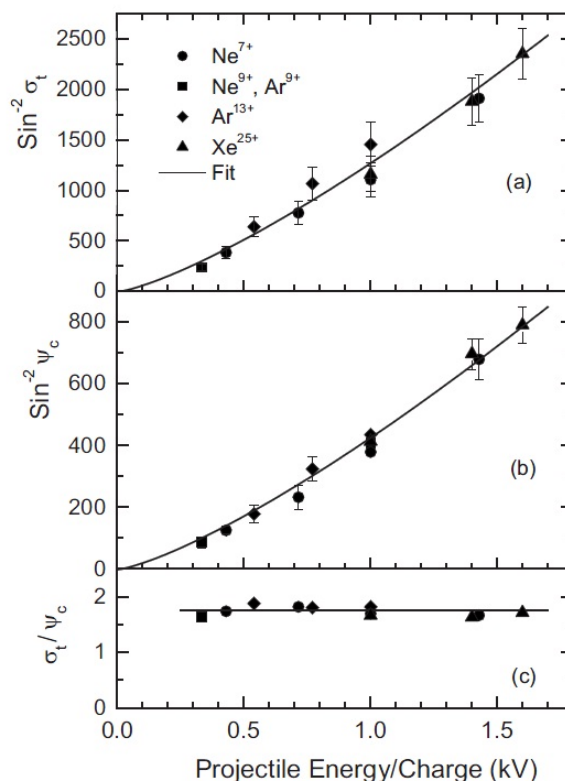 2500
2000
1500
1000
500
0
Sin⁻² σₜ
Ne⁷⁺
Ne⁹⁺, Ar⁹⁺
Ar¹³⁺
Xe²⁵⁺
Fit
(a)
800
600
400
200
0
Sin⁻² ψ_c
(b)
2
1
0
σₜ/ψ_c
(c)
0.0 0.5 1.0 1.5
Projectile Energy/Charge (kV)